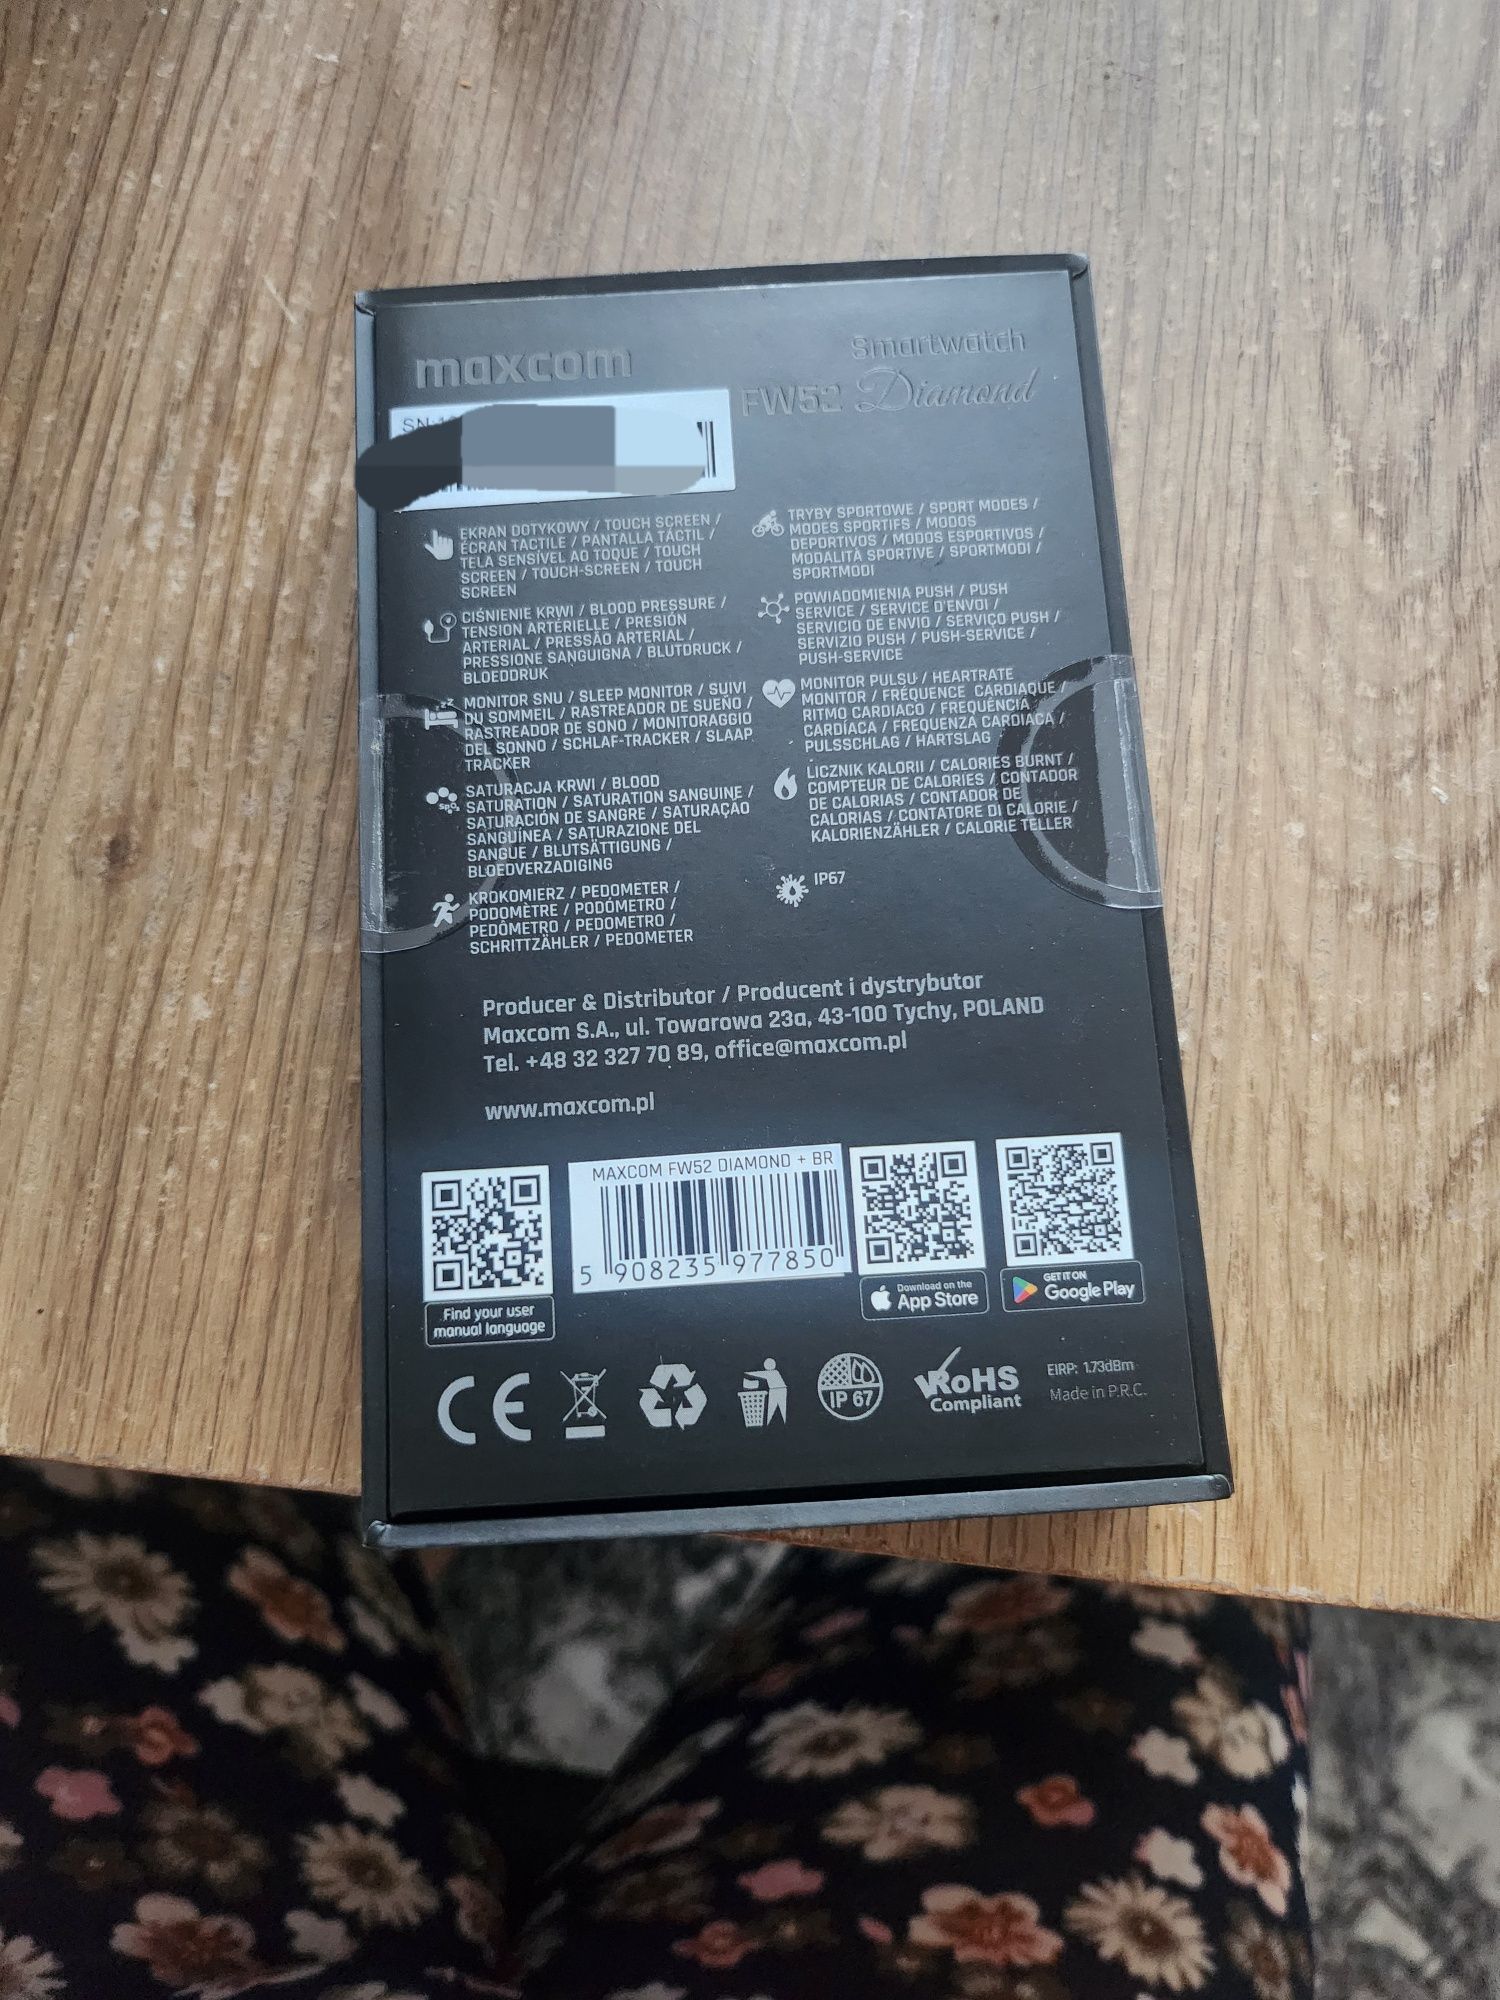 maxcom
Smartwatch
FW52 Diamond
EKRAN DOTYKOWY / TOUCH SCREEN /
ÉCRAN TACTILE / PANTALLA TÁCTIL /
TELA SENSÍVEL AO TOQUE / TOUCH
SCREEN / TOUCH-SCREEN / TOUCH
SCREEN
CIŚNIENIE KRWI / BLOOD PRESSURE /
TENSION ARTÉRIELLE / PRESIÓN
ARTERIAL / PRESSÃO ARTERIAL /
PRESSIONE SANGUIGNA / BLUTDRUCK /
BLOEDDRUK
MONITOR SNU / SLEEP MONITOR / SUIVI
DU SOMMEIL / RASTREADOR DE SUEÑO /
RASTREADOR DE SONO / MONITORAGGIO
DEL SONNO / SCHLAF-TRACKER / SLAAP
TRACKER
SpO₂
SATURACJA KRWI / BLOOD
SATURATION / SATURATION SANGUINE /
SATURACIÓN DE SANGRE / SATURAÇÃO
SANGUÍNEA / SATURAZIONE DEL
SANGUE / BLUTSÄTTIGUNG /
BLOEDVERZADIGING
KROKOMIERZ / PEDOMETER /
PODOMÈTRE / PODÓMETRO /
PEDÔMETRO / PEDOMETRO /
SCHRITTZÄHLER / PEDOMETER
TRYBY SPORTOWE / SPORT MODES /
MODES SPORTIFS / MODOS
DEPORTIVOS / MODOS ESPORTIVOS /
MODALITÀ SPORTIVE / SPORTMODI /
SPORTMODI
POWIADOMIENIA PUSH / PUSH
SERVICE / SERVICE D'ENVOI /
SERVICIO DE ENVIO / SERVIÇO PUSH /
SERVIZIO PUSH / PUSH-SERVICE /
PUSH-SERVICE
MONITOR PULSU / HEARTRATE
MONITOR / FRÉQUENCE CARDIAQUE /
RITMO CARDIACO / FREQUÊNCIA
CARDÍACA / FREQUENZA CARDIACA /
PULSSCHLAG / HARTSLAG
LICZNIK KALORII / CALORIES BURNT /
COMPTEUR DE CALORIES / CONTADOR
DE CALORIAS / CONTADOR DE
CALORIAS / CONTATORE DI CALORIE /
KALORIENZÄHLER / CALORIE TELLER
IP67
Producer & Distributor / Producent i dystrybutor
Maxcom S.A., ul. Towarowa 23a, 43-100 Tychy, POLAND
Tel. +48 32 327 70 89, office@maxcom.pl
www.maxcom.pl
MAXCOM FW52 DIAMOND + BR
5 908235 977850
Find your user
manual language
Download on the
App Store
GET IT ON
Google Play
CE
IP 67
RoHS
Compliant
EIRP: 1.73dBm
Made in P.R.C.